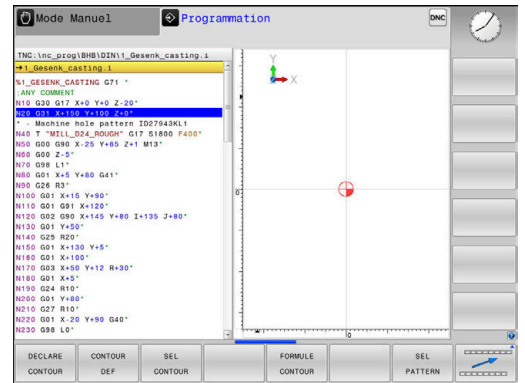 Mode Manuel
Programmation
DNC
TNC:\nc_prog\BHB\DIN\1_Gesenk_casting.i
→1_Gesenk_casting.i
%1_GESENK_CASTING G71 *
;ANY COMMENT
N10 G30 G17 X+0 Y+0 Z-20*
N20 G31 X+150 Y+100 Z+0*
* - Machine hole pattern ID27943KL1
N40 T "MILL_D24_ROUGH" G17 S1800 F400*
N50 G00 G90 X-25 Y+65 Z+1 M13*
N60 G00 Z-5*
N70 G98 L1*
N80 G01 X+5 Y+80 G41*
N90 G26 R3*
N100 G01 X+15 Y+90*
N110 G01 G91 X+120*
N120 G02 G90 X+145 Y+80 I+135 J+80*
N130 G01 Y+50*
N140 G25 R20*
N150 G01 X+130 Y+5*
N160 G01 X+100*
N170 G03 X+50 Y+12 R+30*
N180 G01 X+5*
N190 G24 R10*
N200 G01 Y+80*
N210 G27 R10*
N220 G01 X-20 Y+90 G40*
N230 G98 L0*
Y
X
0
0
DECLARE
CONTOUR
CONTOUR
DEF
SEL
CONTOUR
FORMULE
CONTOUR
SEL
PATTERN